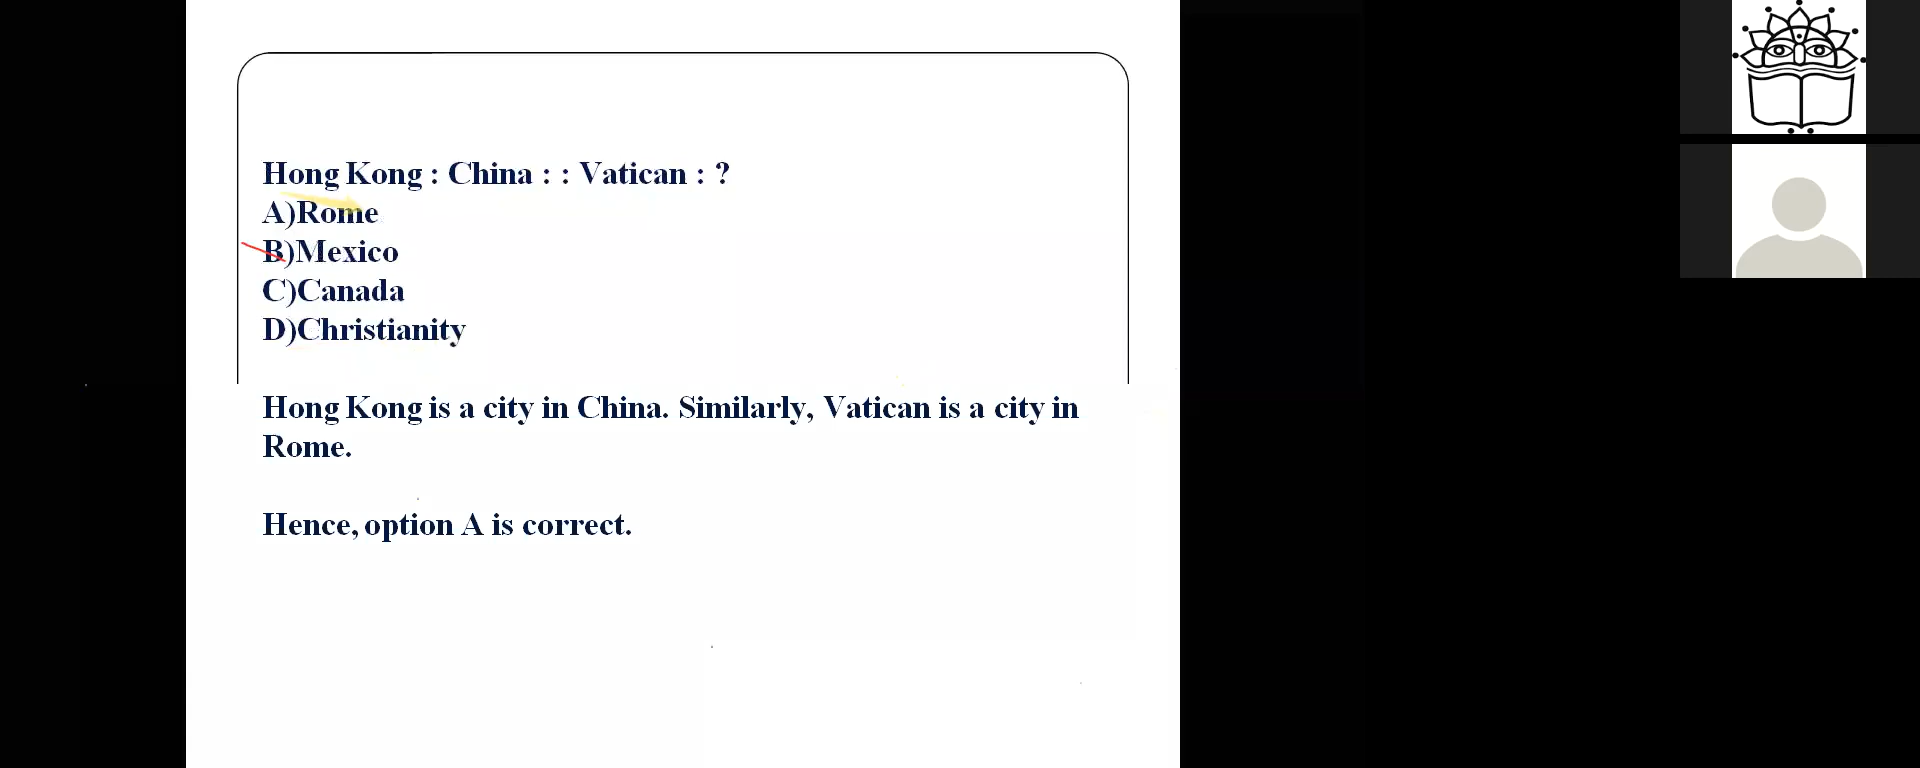 Hong Kong : China : : Vatican : ?
A)Rome
B)Mexico
C)Canada
D)Christianity
Hong Kong is a city in China. Similarly, Vatican is a city in
Rome.
Hence, option A is correct.